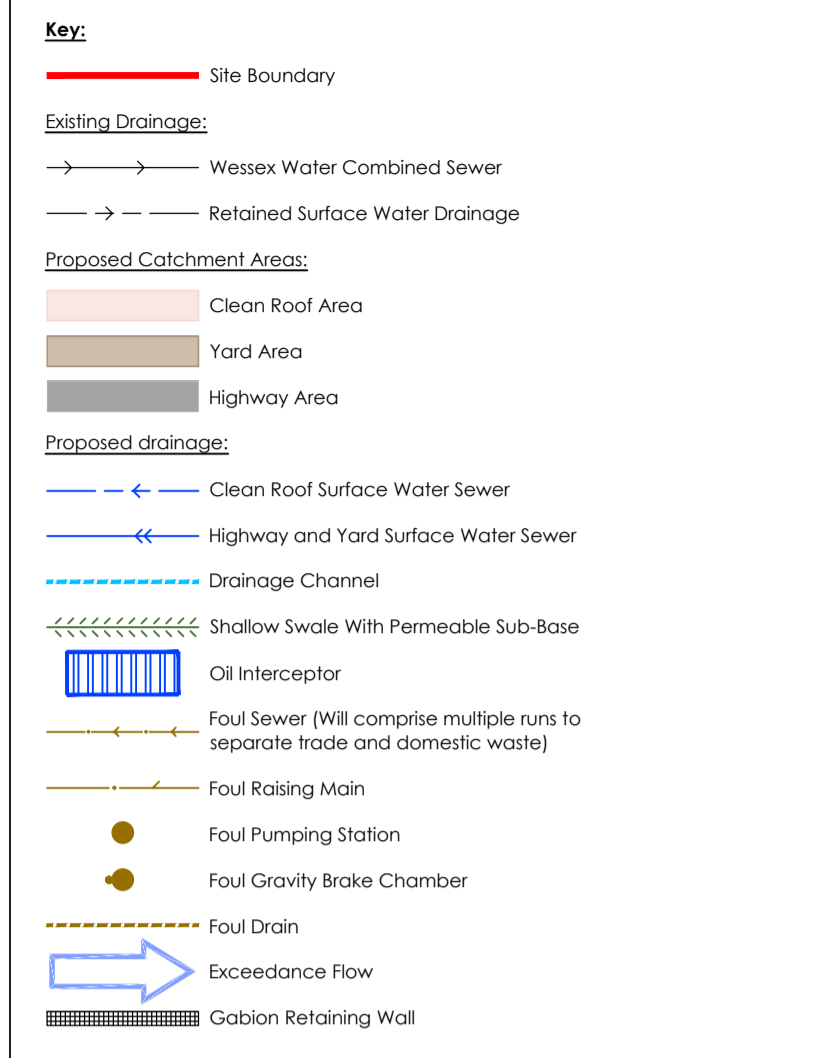 Key:
Site Boundary
Existing Drainage:
Wessex Water Combined Sewer
Retained Surface Water Drainage
Proposed Catchment Areas:
Clean Roof Area
Yard Area
Highway Area
Proposed drainage:
Clean Roof Surface Water Sewer
Highway and Yard Surface Water Sewer
Drainage Channel
Shallow Swale With Permeable Sub-Base
Oil Interceptor
Foul Sewer (Will comprise multiple runs to
separate trade and domestic waste)
Foul Raising Main
Foul Pumping Station
Foul Gravity Brake Chamber
Foul Drain
Exceedance Flow
Gabion Retaining Wall